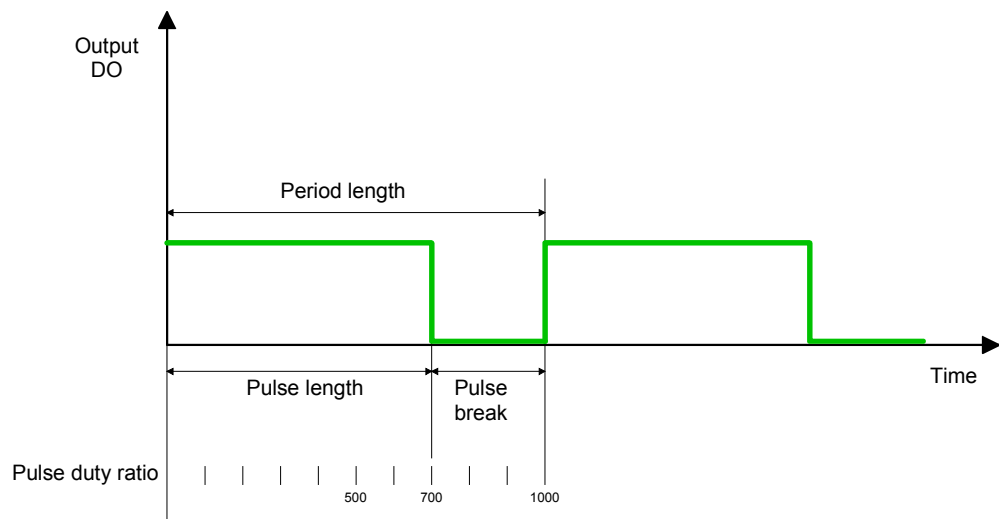 Output
DO
Period length
Time
Pulse length
Pulse
break
Pulse duty ratio
500
700
1000